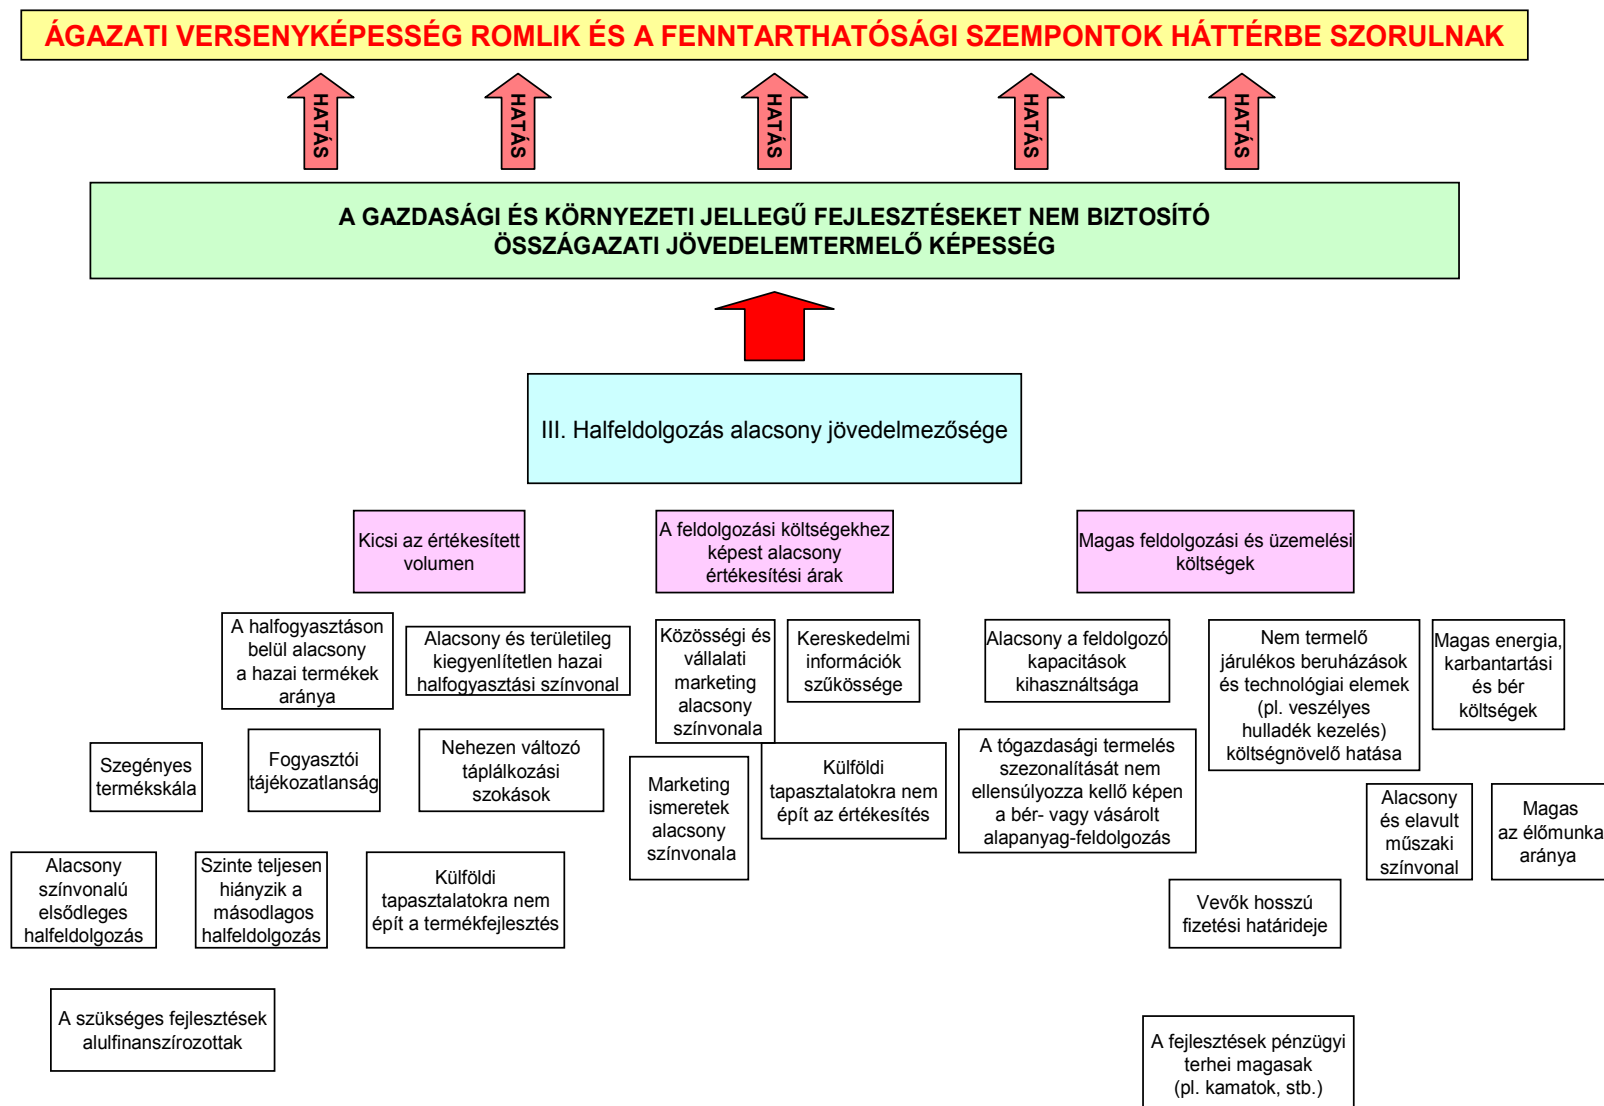 ÁGAZATI VERSENYKÉPESSÉG ROMLIK ÉS A FENNTARTHATÓSÁGI SZEMPONTOK HÁTTÉRBE SZORULNAK
HATÁS
HATÁS
HATÁS
HATÁS
HATÁS
A GAZDASÁGI ÉS KÖRNYEZETI JELLEGŰ FEJLESZTÉSEKET NEM BIZTOSÍTÓ
ÖSSZÁGAZATI JÖVEDELEMTERMELŐ KÉPESSÉG
III. Halfeldolgozás alacsony jövedelmezősége
Kicsi az értékesített
volumen
A feldolgozási költségekhez
képest alacsony
értékesítési árak
Magas feldolgozási és üzemelési
költségek
A halfogyasztáson
belül alacsony
a hazai termékek
aránya
Alacsony és területileg
kiegyenlítetlen hazai
halfogyasztási színvonal
Közösségi és
vállalati
marketing
alacsony
színvonala
Kereskedelmi
információk
szűkössége
Alacsony a feldolgozó
kapacitások
kihasználtsága
Nem termelő
járulékos beruházások
és technológiai elemek
(pl. veszélyes
hulladék kezelés)
költségnövelő hatása
Magas energia,
karbantartási
és bér
költségek
Szegényes
termékskála
Fogyasztói
tájékozatlanság
Nehezen változó
táplálkozási
szokások
Marketing
ismeretek
alacsony
színvonala
Külföldi
tapasztalatokra nem
épít az értékesítés
A tógazdasági termelés
szezonalítását nem
ellensúlyozza kellő képen
a bér- vagy vásárolt
alapanyag-feldolgozás
Alacsony
és elavult
műszaki
színvonal
Magas
az élőmunka
aránya
Alacsony
színvonalú
elsődleges
halfeldolgozás
Szinte teljesen
hiányzik a
másodlagos
halfeldolgozás
Külföldi
tapasztalatokra nem
épít a termékfejlesztés
Vevők hosszú
fizetési határideje
A szükséges fejlesztések
alulfinanszírozottak
A fejlesztések pénzügyi
terhei magasak
(pl. kamatok, stb.)